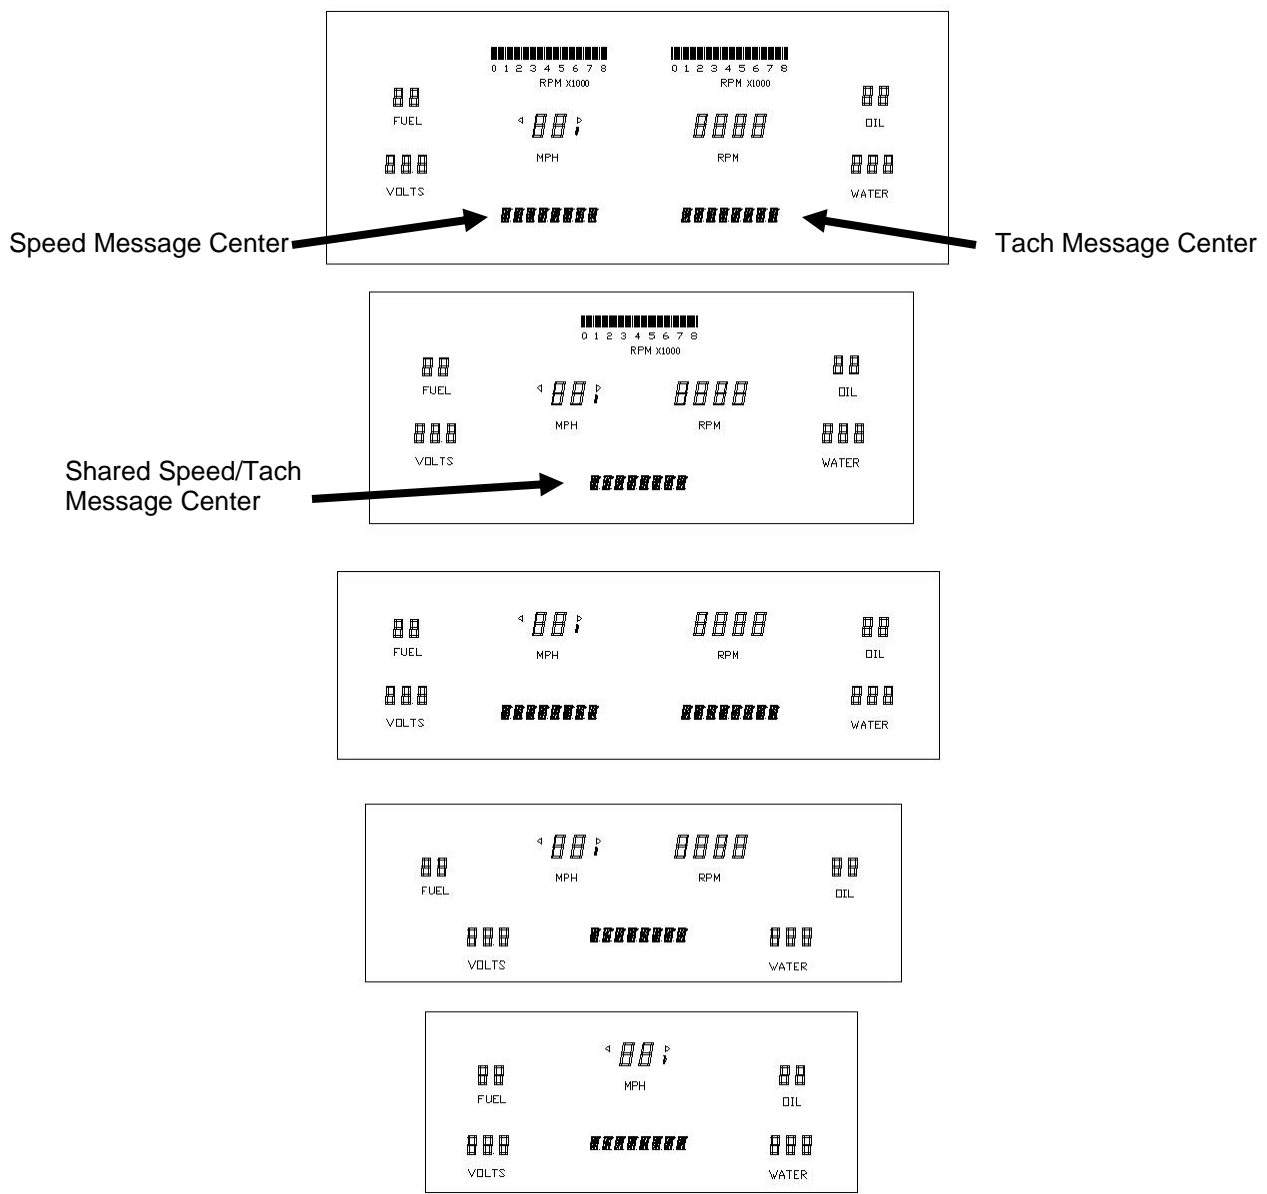 0 1 2 3 4 5 6 7 8
RPM X1000
0 1 2 3 4 5 6 7 8
RPM X1000
FUEL
MPH
RPM
OIL
VOLTS
WATER
Speed Message Center
Tach Message Center
0 1 2 3 4 5 6 7 8
RPM X1000
FUEL
MPH
RPM
OIL
VOLTS
WATER
Shared Speed/Tach
Message Center
FUEL
MPH
RPM
OIL
VOLTS
WATER
MPH
RPM
FUEL
OIL
VOLTS
WATER
MPH
FUEL
OIL
VOLTS
WATER